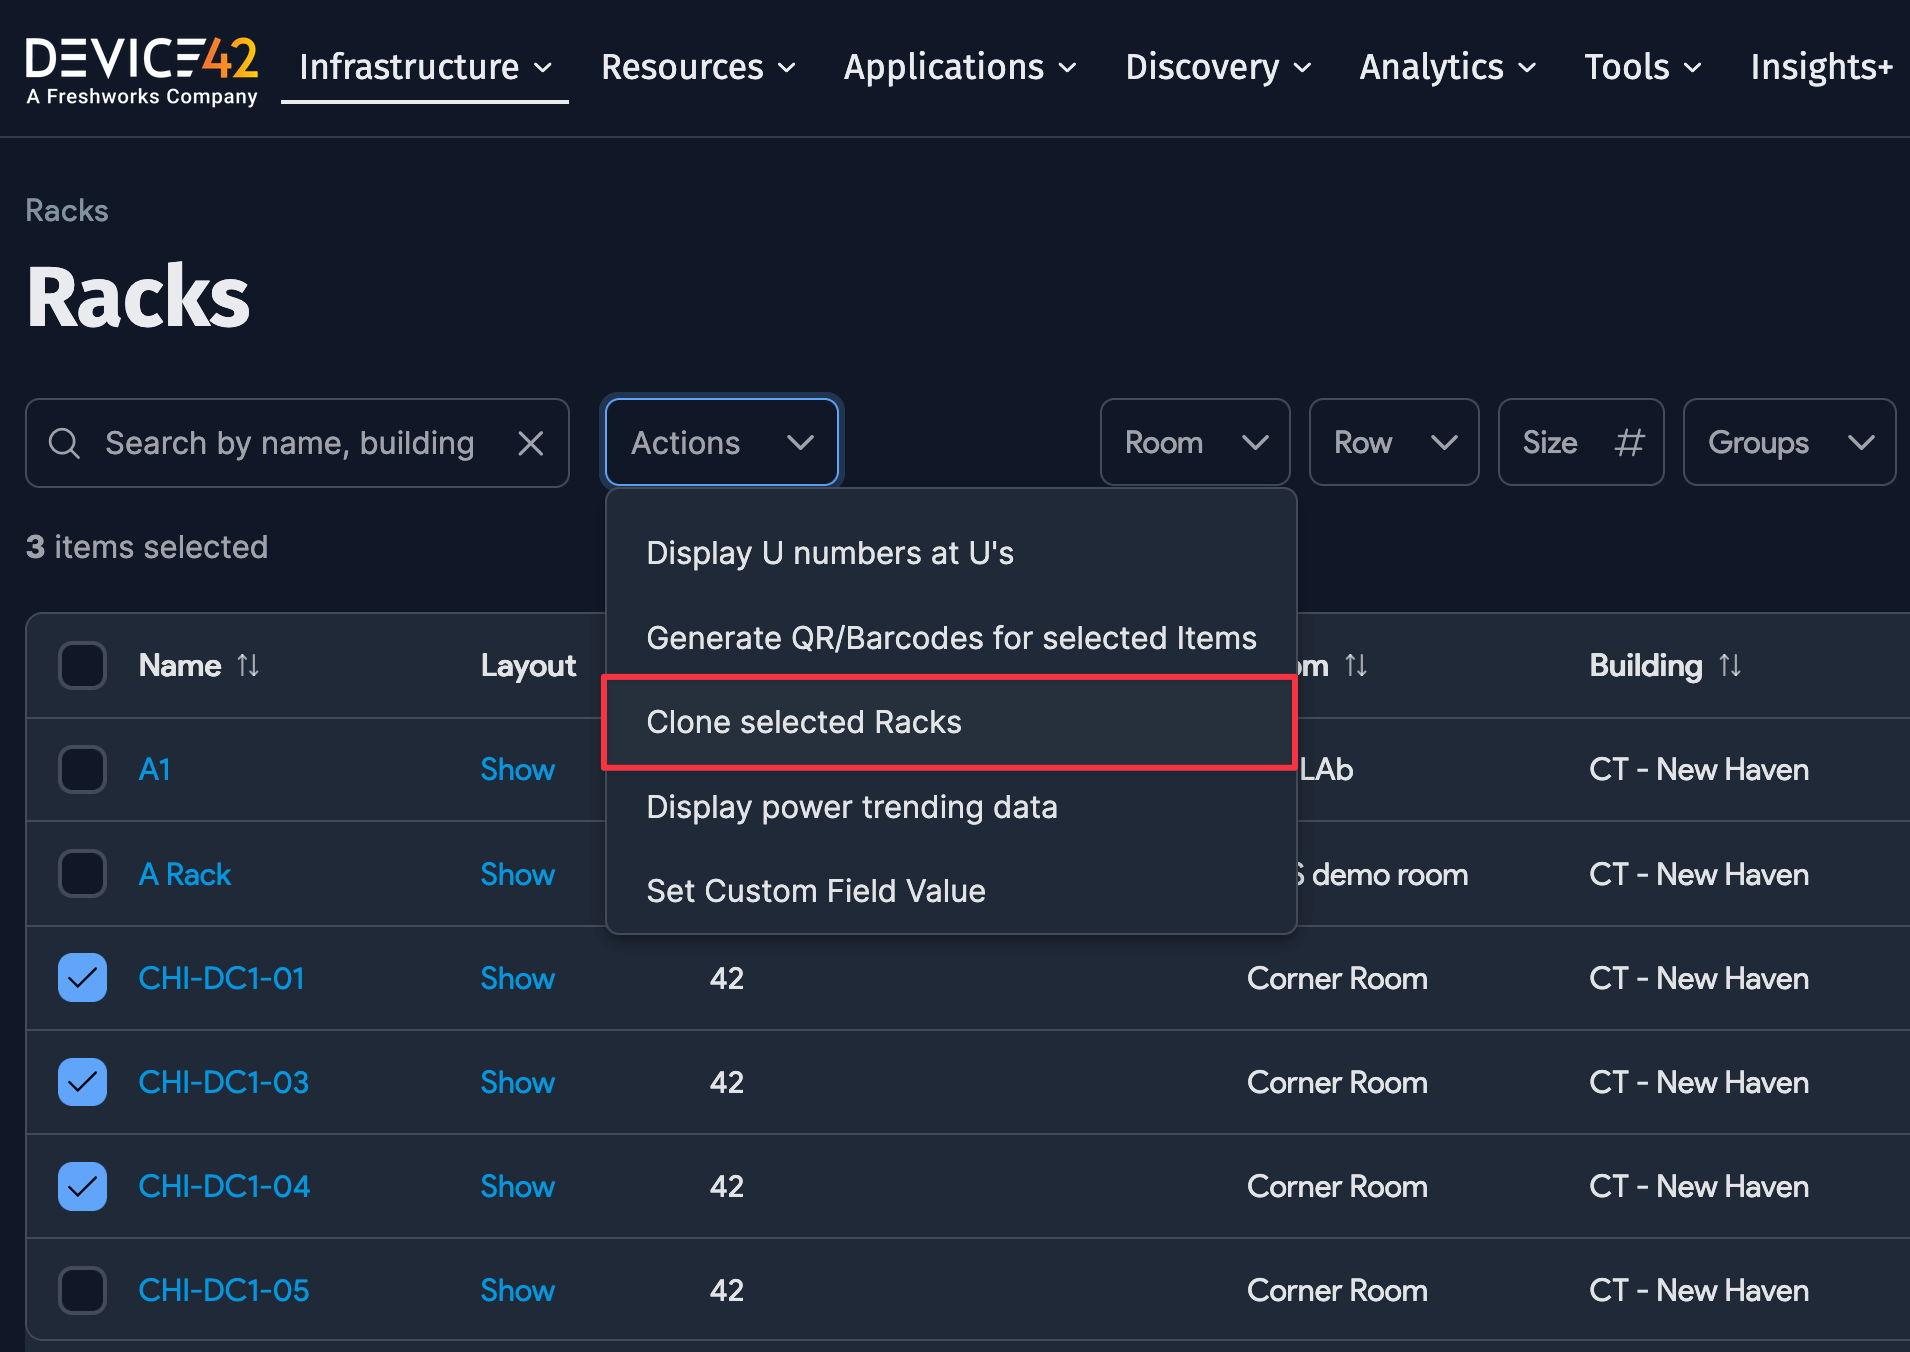 DEVICE42
A Freshworks Company
Infrastructure Resources Applications Discovery Analytics Tools Insights+
Racks
Racks
Search by name, building Actions Room Row Size # Groups
3 items selected
Display U numbers at U's
Generate QR/Barcodes for selected Items
Clone selected Racks
Display power trending data
Set Custom Field Value
Name Layout Building
A1 Show LAb CT - New Haven
A Rack Show demo room CT - New Haven
CHI-DC1-01 Show 42 Corner Room CT - New Haven
CHI-DC1-03 Show 42 Corner Room CT - New Haven
CHI-DC1-04 Show 42 Corner Room CT - New Haven
CHI-DC1-05 Show 42 Corner Room CT - New Haven